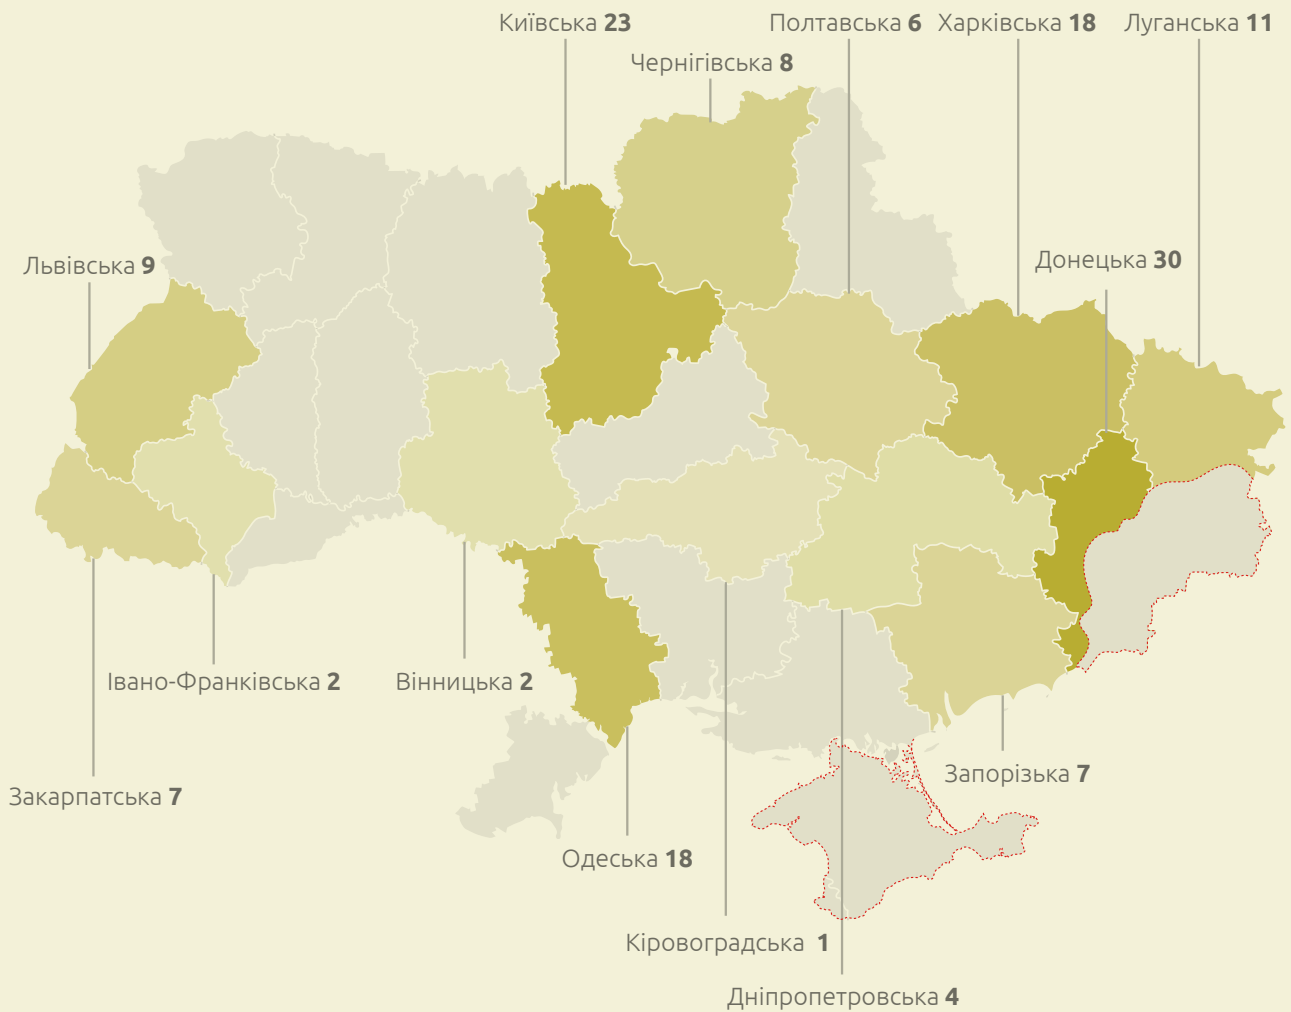 Київська 23
Полтавська 6
Харківська 18
Луганська 11
Чернігівська 8
Донецька 30
Львівська 9
Івано-Франківська 2
Вінницька 2
Запорізька 7
Закарпатська 7
Одеська 18
Кіровоградська 1
Дніпропетровська 4